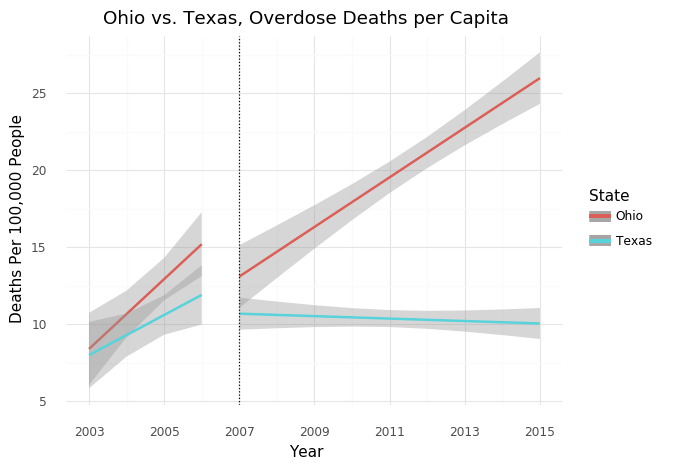 Ohio vs. Texas, Overdose Deaths per Capita
Deaths Per 100,000 People
25
20
15
10
5
2003 2005 2007 2009 2011 2013 2015
Year
State
Ohio
Texas